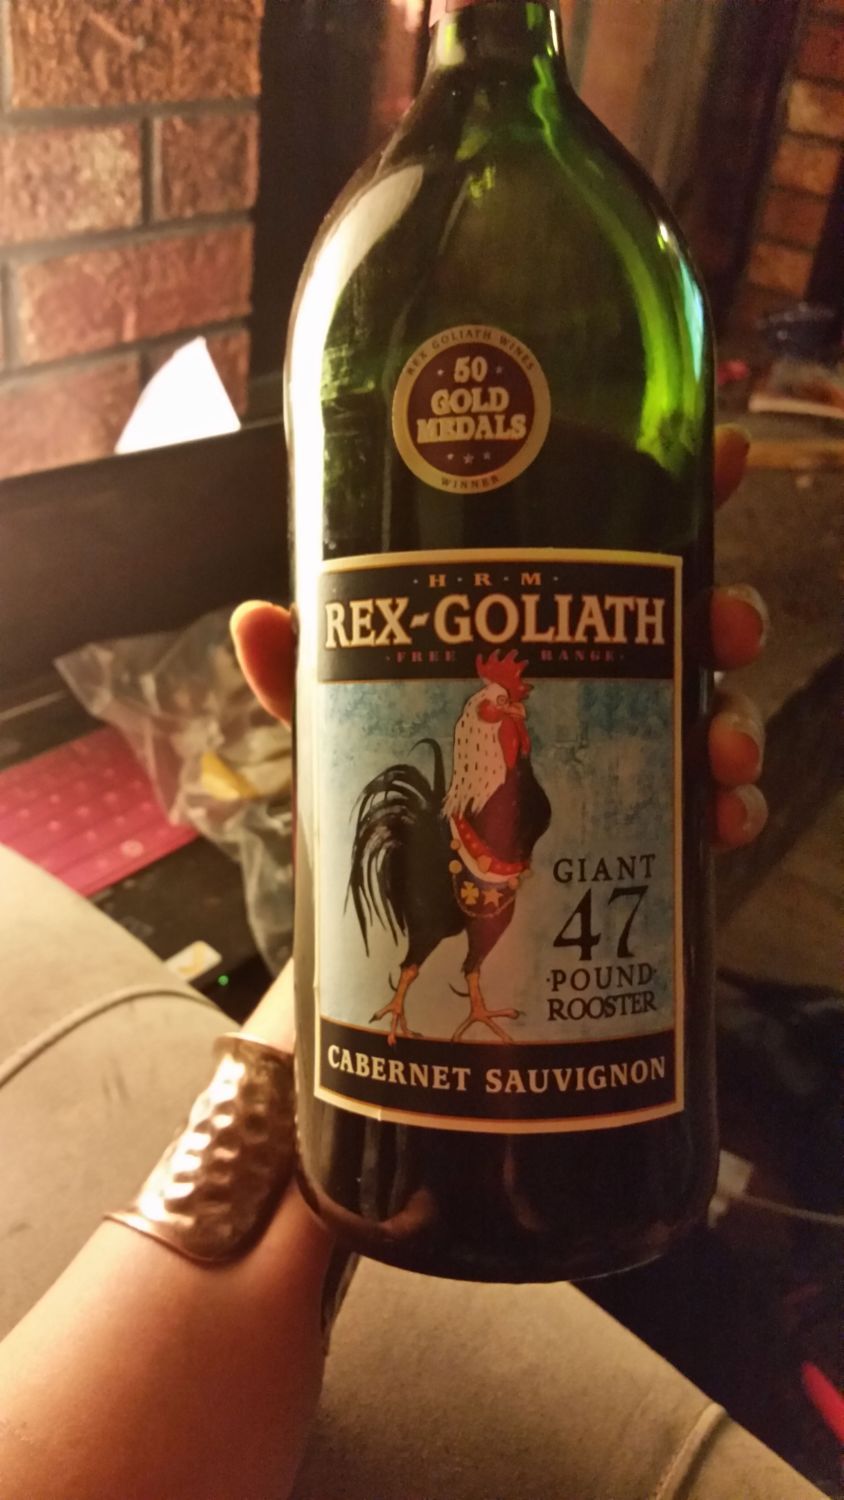 REX GOLIATH WINES
50
GOLD
MEDALS
WINNER
H·R·M
REX-GOLIATH
·FREE RANGE·
GIANT
47
·POUND·
ROOSTER
CABERNET SAUVIGNON